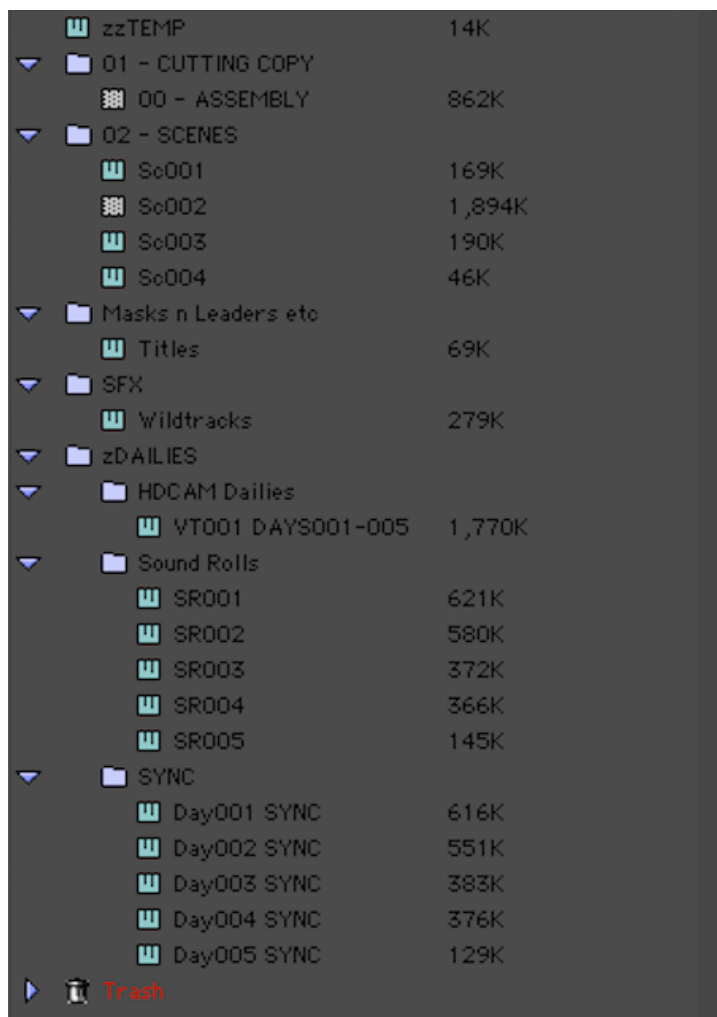 zzTEMP 14K
01 - CUTTING COPY
00 - ASSEMBLY 862K
02 - SCENES
Sc001 169K
Sc002 1,894K
Sc003 190K
Sc004 46K
Masks n Leaders etc
Titles 69K
SFX
Wildtracks 279K
zDAILIES
HDCAM Dailies
VT001 DAYS001-005 1,770K
Sound Rolls
SR001 621K
SR002 580K
SR003 372K
SR004 366K
SR005 145K
SYNC
Day001 SYNC 616K
Day002 SYNC 551K
Day003 SYNC 383K
Day004 SYNC 376K
Day005 SYNC 129K
Trash